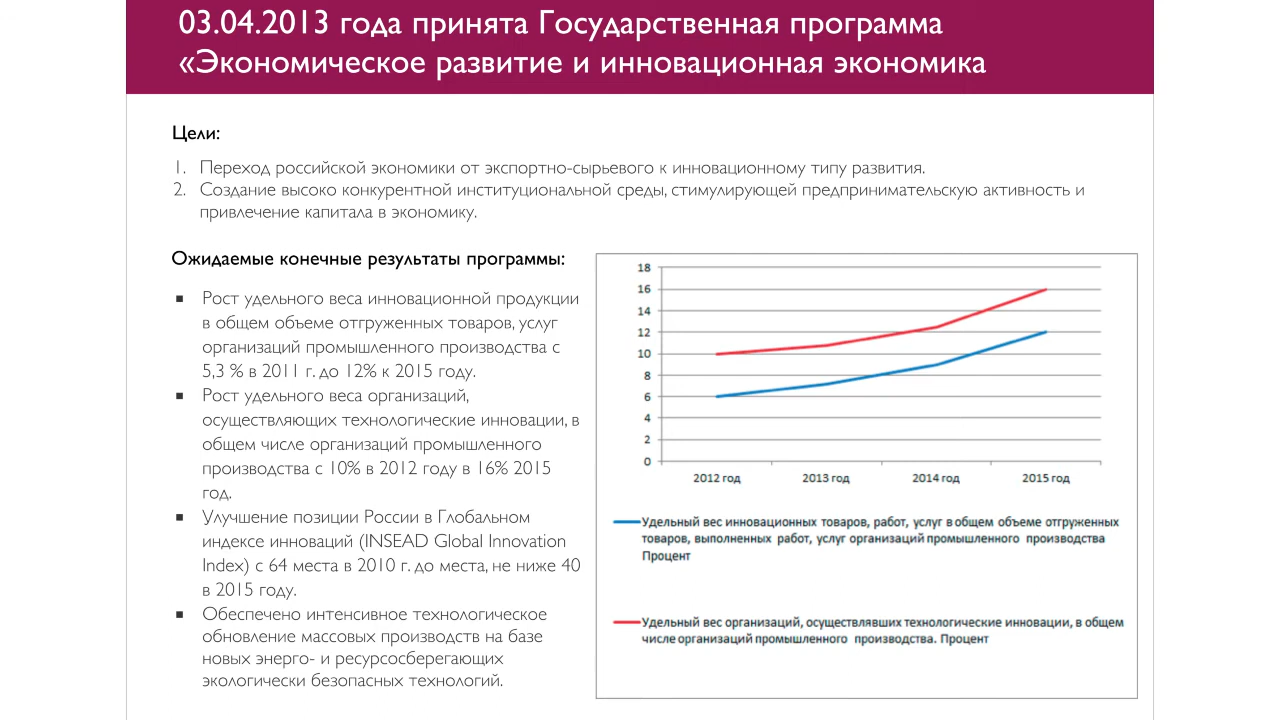 03.04.2013 года принята Государственная программа
«Экономическое развитие и инновационная экономика
Цели:
1. Переход российской экономики от экспортно-сырьевого к инновационному типу развития.
2. Создание высоко конкурентной институциональной среды, стимулирующей предпринимательскую активность и
привлечение капитала в экономику.
Ожидаемые конечные результаты программы:
▪ Рост удельного веса инновационной продукции
в общем объеме отгруженных товаров, услуг
организаций промышленного производства с
5,3 % в 2011 г. до 12% к 2015 году.
▪ Рост удельного веса организаций,
осуществляющих технологические инновации, в
общем числе организаций промышленного
производства с 10% в 2012 году в 16% 2015
год.
▪ Улучшение позиции России в Глобальном
индексе инноваций (INSEAD Global Innovation
Index) с 64 места в 2010 г. до места, не ниже 40
в 2015 году.
▪ Обеспечено интенсивное технологическое
обновление массовых производств на базе
новых энерго- и ресурсосберегающих
экологически безопасных технологий.
18
16
14
12
10
8
6
4
2
0
2012 год 2013 год 2014 год 2015 год
Удельный вес инновационных товаров, работ, услуг в общем объеме отгруженных
товаров, выполненных работ, услуг организаций промышленного производства
Процент
Удельный вес организаций, осуществлявших технологические инновации, в общем
числе организаций промышленного производства. Процент